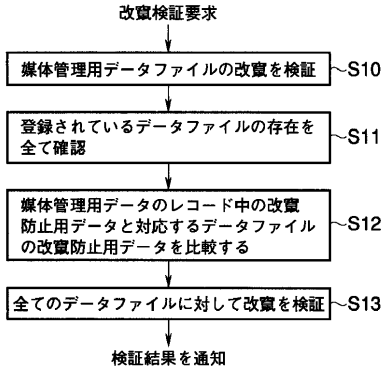 改竄検証要求
媒体管理用データファイルの改竄を検証
S10
登録されているデータファイルの存在を
全て確認
S11
媒体管理用データのレコード中の改竄
防止用データと対応するデータファイル
の改竄防止用データを比較する
S12
全てのデータファイルに対して改竄を検証
S13
検証結果を通知